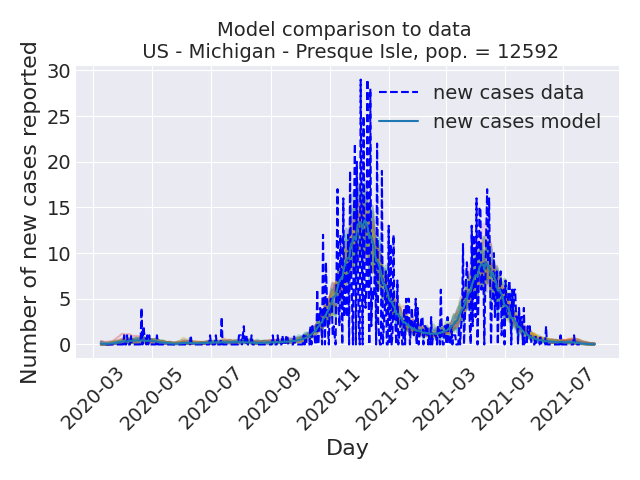 Model comparison to data
US - Michigan - Presque Isle, pop. = 12592
Number of new cases reported
30
25
20
15
10
5
0
new cases data
new cases model
2020-03
2020-05
2020-07
2020-09
2020-11
2021-01
2021-03
2021-05
2021-07
Day